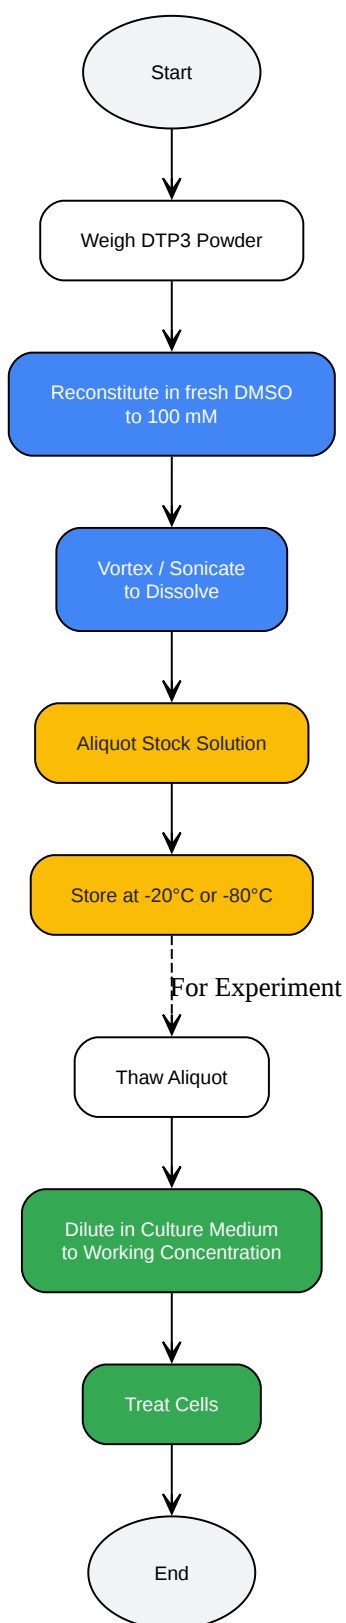 Start
Weigh DTP3 Powder
Reconstitute in fresh DMSO
to 100 mM
Vortex / Sonicate
to Dissolve
Aliquot Stock Solution
Store at -20°C or -80°C
For Experiment
Thaw Aliquot
Dilute in Culture Medium
to Working Concentration
Treat Cells
End